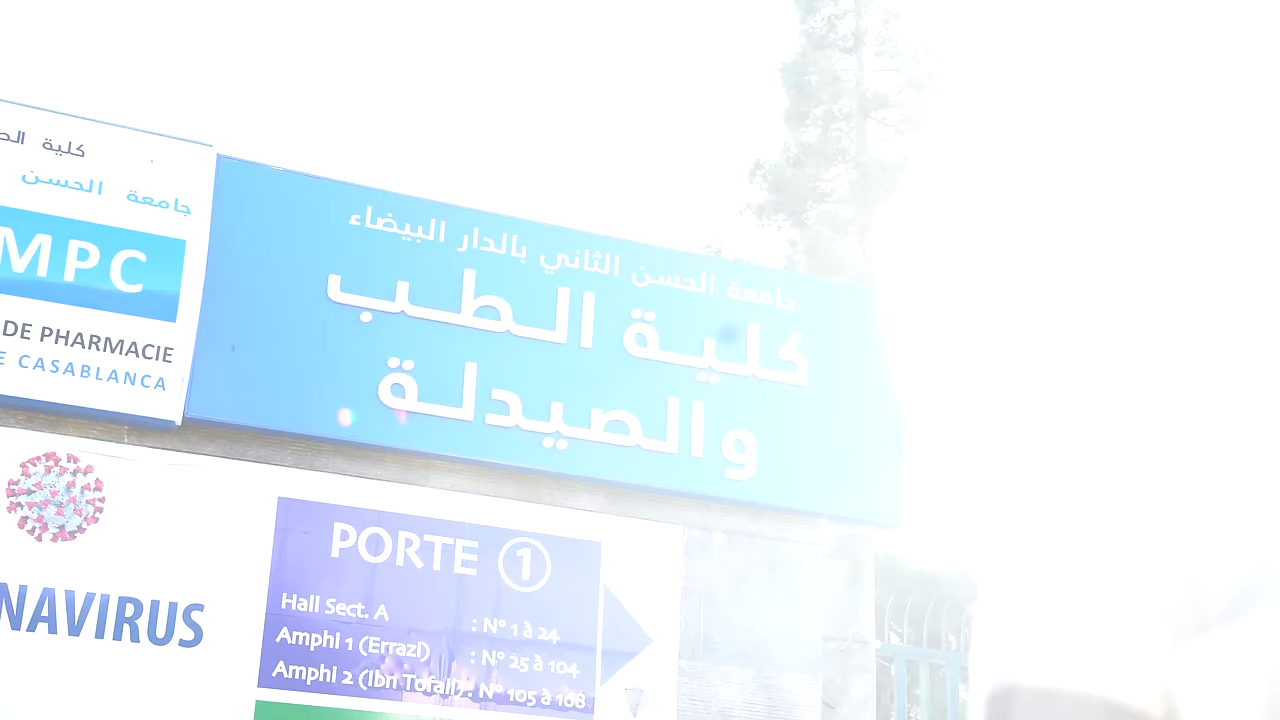 كلية الط
جامعة الحسن
MPC
DE PHARMACIE
E CASABLANCA
جامعة الحسن الثاني بالدار البيضاء
كلية الطب
والصيدلة
NAVIRUS
PORTE 1
Hall Sect. A : N° 1 à 24
Amphi 1 (Errazi) : N° 25 à 104
Amphi 2 (Ibn Tofail) : N° 105 à 168